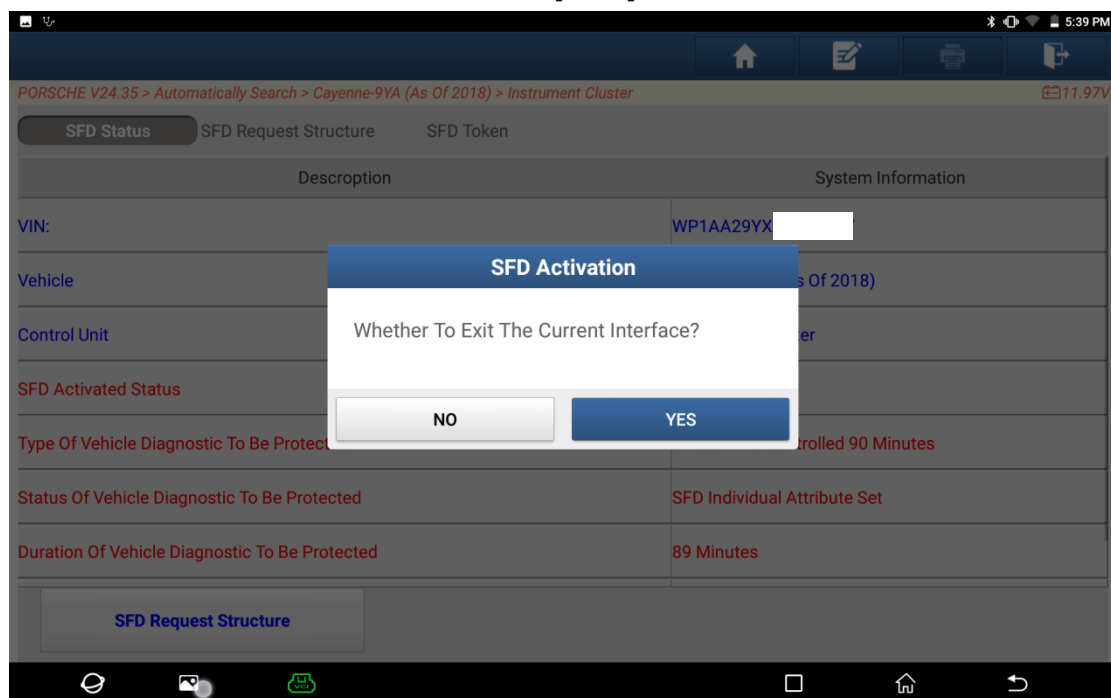 5:39 PM
PORSCHE V24.35 > Automatically Search > Cayenne-9YA (As Of 2018) > Instrument Cluster 11.97V
SFD Status SFD Request Structure SFD Token
Descroption System Information
VIN: WP1AA29YX
Vehicle s Of 2018)
Control Unit er
SFD Activated Status
Type Of Vehicle Diagnostic To Be Protect trolled 90 Minutes
Status Of Vehicle Diagnostic To Be Protected SFD Individual Attribute Set
Duration Of Vehicle Diagnostic To Be Protected 89 Minutes
SFD Activation
Whether To Exit The Current Interface?
NO YES
SFD Request Structure
VCI